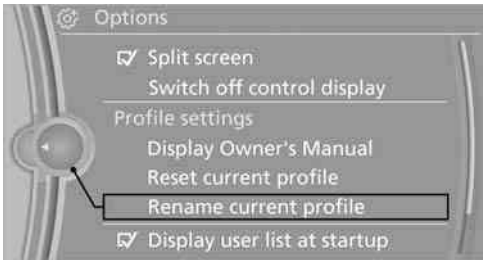 Options
Split screen
Switch off control display
Profile settings
Display Owner's Manual
Reset current profile
Rename current profile
Display user list at startup